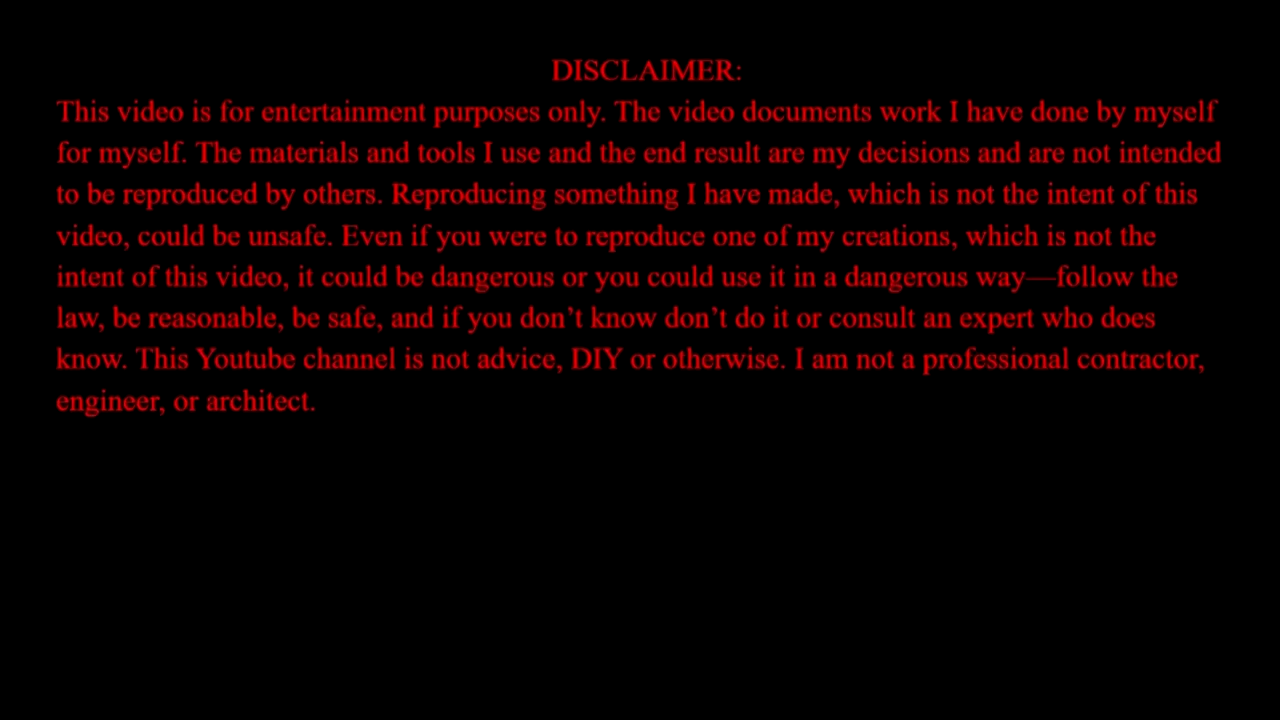 DISCLAIMER:
This video is for entertainment purposes only. The video documents work I have done by myself
for myself. The materials and tools I use and the end result are my decisions and are not intended
to be reproduced by others. Reproducing something I have made, which is not the intent of this
video, could be unsafe. Even if you were to reproduce one of my creations, which is not the
intent of this video, it could be dangerous or you could use it in a dangerous way—follow the
law, be reasonable, be safe, and if you don’t know don’t do it or consult an expert who does
know. This Youtube channel is not advice, DIY or otherwise. I am not a professional contractor,
engineer, or architect.